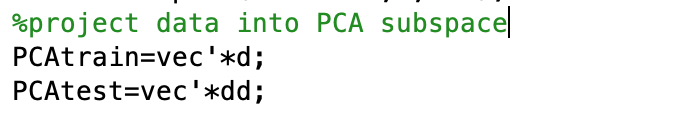 %project data into PCA subspace
PCAtrain=vec'*d;
PCAtest=vec'*dd;